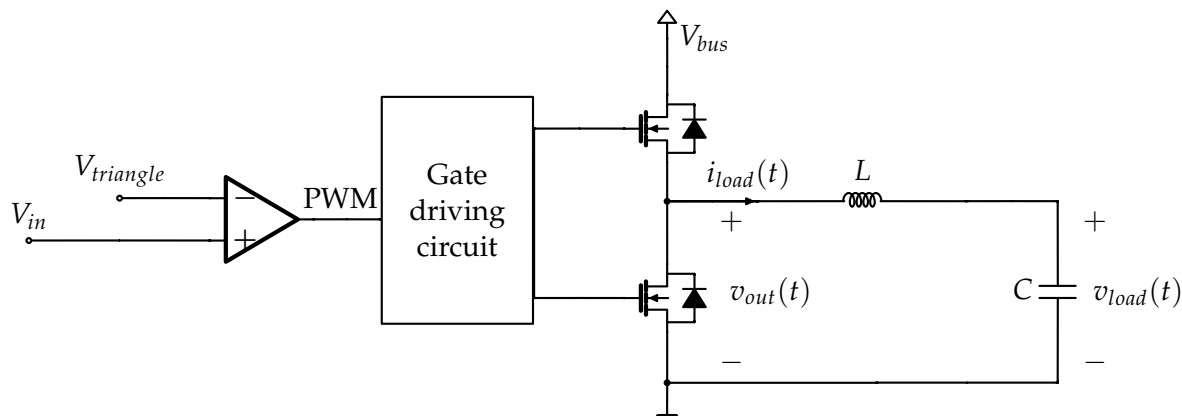 V_bus
V_triangle
V_in
−
+
PWM
Gate
driving
circuit
i_load(t)
L
+
v_out(t)
−
C
+
v_load(t)
−